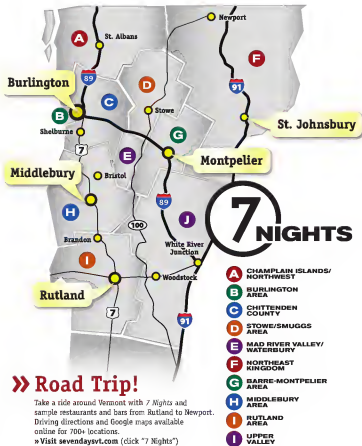 Newport
A
St. Albans
F
89
D
91
Burlington
C
Stowe
B
St. Johnsbury
Shelburne
G
7
E
Montpelier
Middlebury
Bristol
89
H
100
J
7 NIGHTS
Brandon
White River
Junction
I
Woodstock
Rutland
7
91
A CHAMPLAIN ISLANDS/
NORTHWEST
B BURLINGTON
AREA
C CHITTENDEN
COUNTY
D STOWE/SMUGGS
AREA
E MAD RIVER VALLEY/
WATERBURY
F NORTHEAST
KINGDOM
G BARRE-MONTPELIER
AREA
H MIDDLEBURY
AREA
I RUTLAND
AREA
J UPPER
VALLEY
» Road Trip!
Take a ride around Vermont with 7 Nights and
sample restaurants and bars from Rutland to Newport.
Driving directions and Google maps available
online for 700+ locations.
» Visit sevendaysvt.com (click "7 Nights")